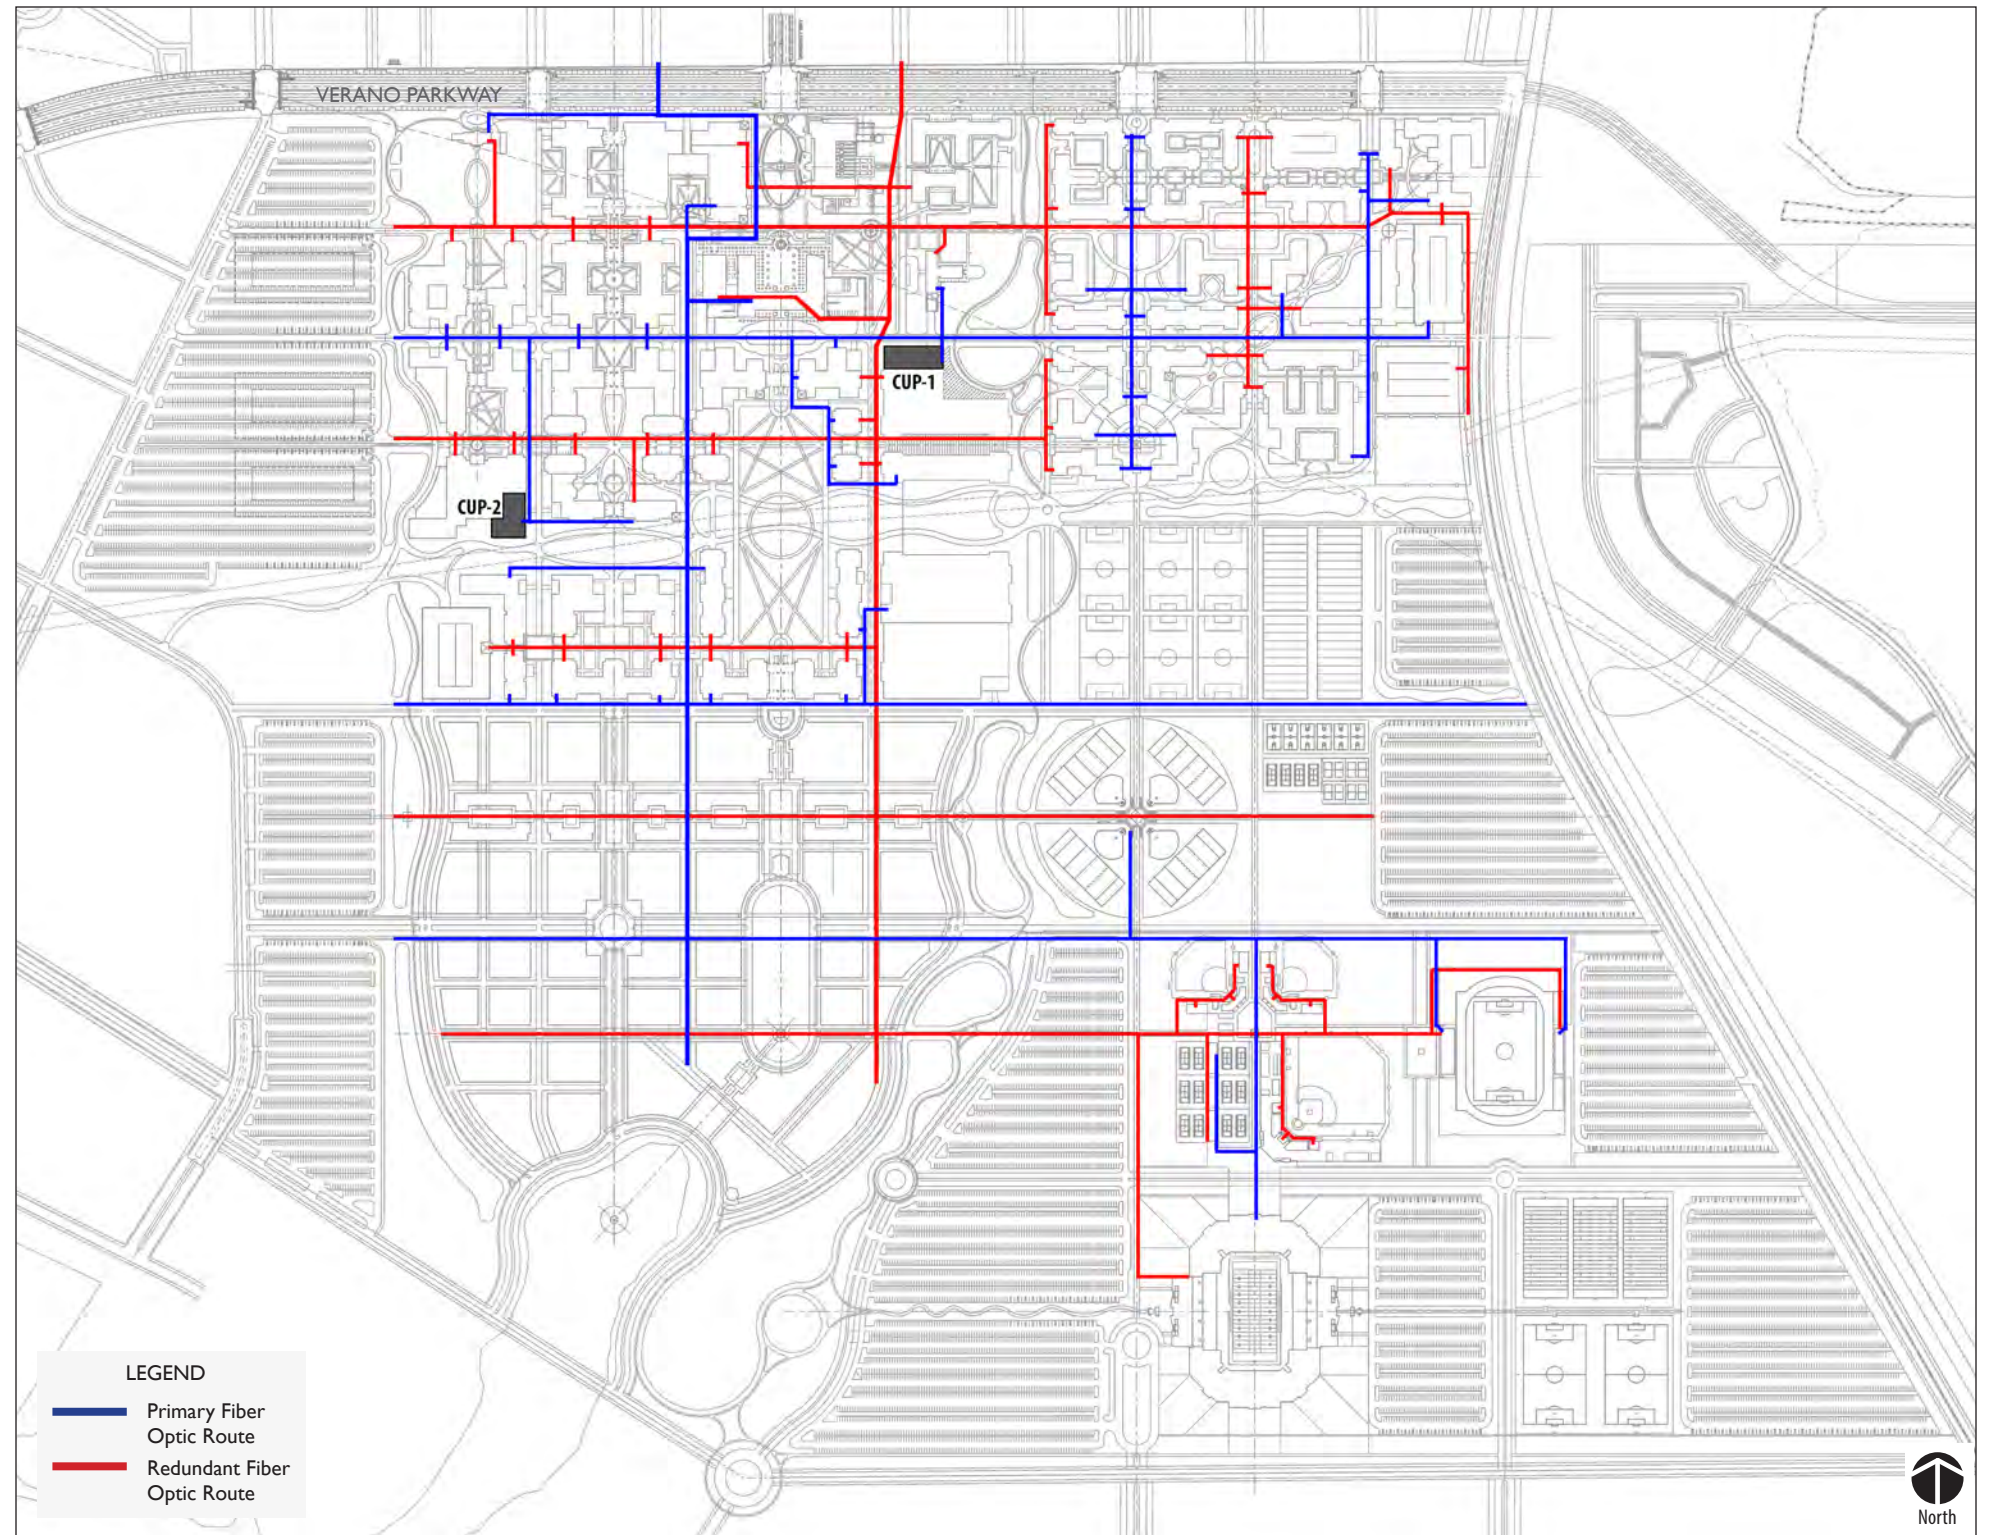 VERANO PARKWAY
CUP-1
CUP-2
LEGEND
Primary Fiber
Optic Route
Redundant Fiber
Optic Route
North